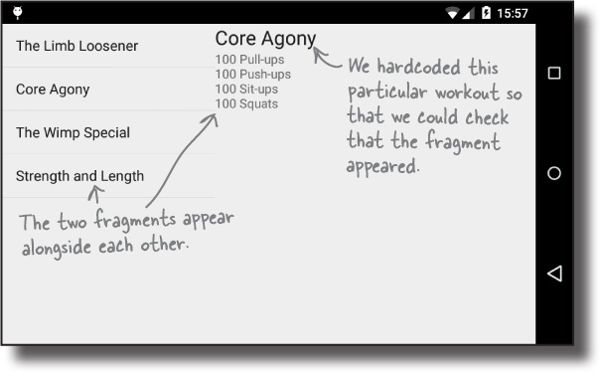 15:57
The Limb Loosener
Core Agony
The Wimp Special
Strength and Length
Core Agony
100 Pull-ups
100 Push-ups
100 Sit-ups
100 Squats
We hardcoded this
particular workout so
that we could check
that the fragment
appeared.
The two fragments appear
alongside each other.